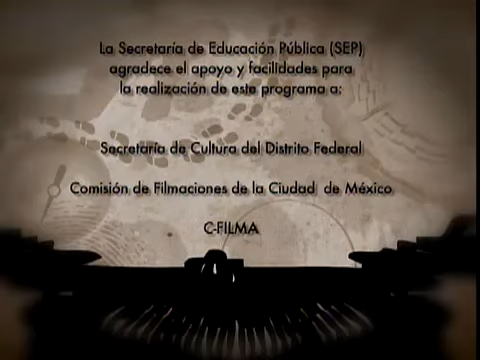 La Secretaría de Educación Pública (SEP)
agradece el apoyo y facilidades para
la realización de este programa a:
Secretaría de Cultura del Distrito Federal
Comisión de Filmaciones de la Ciudad de México
C-FILMA